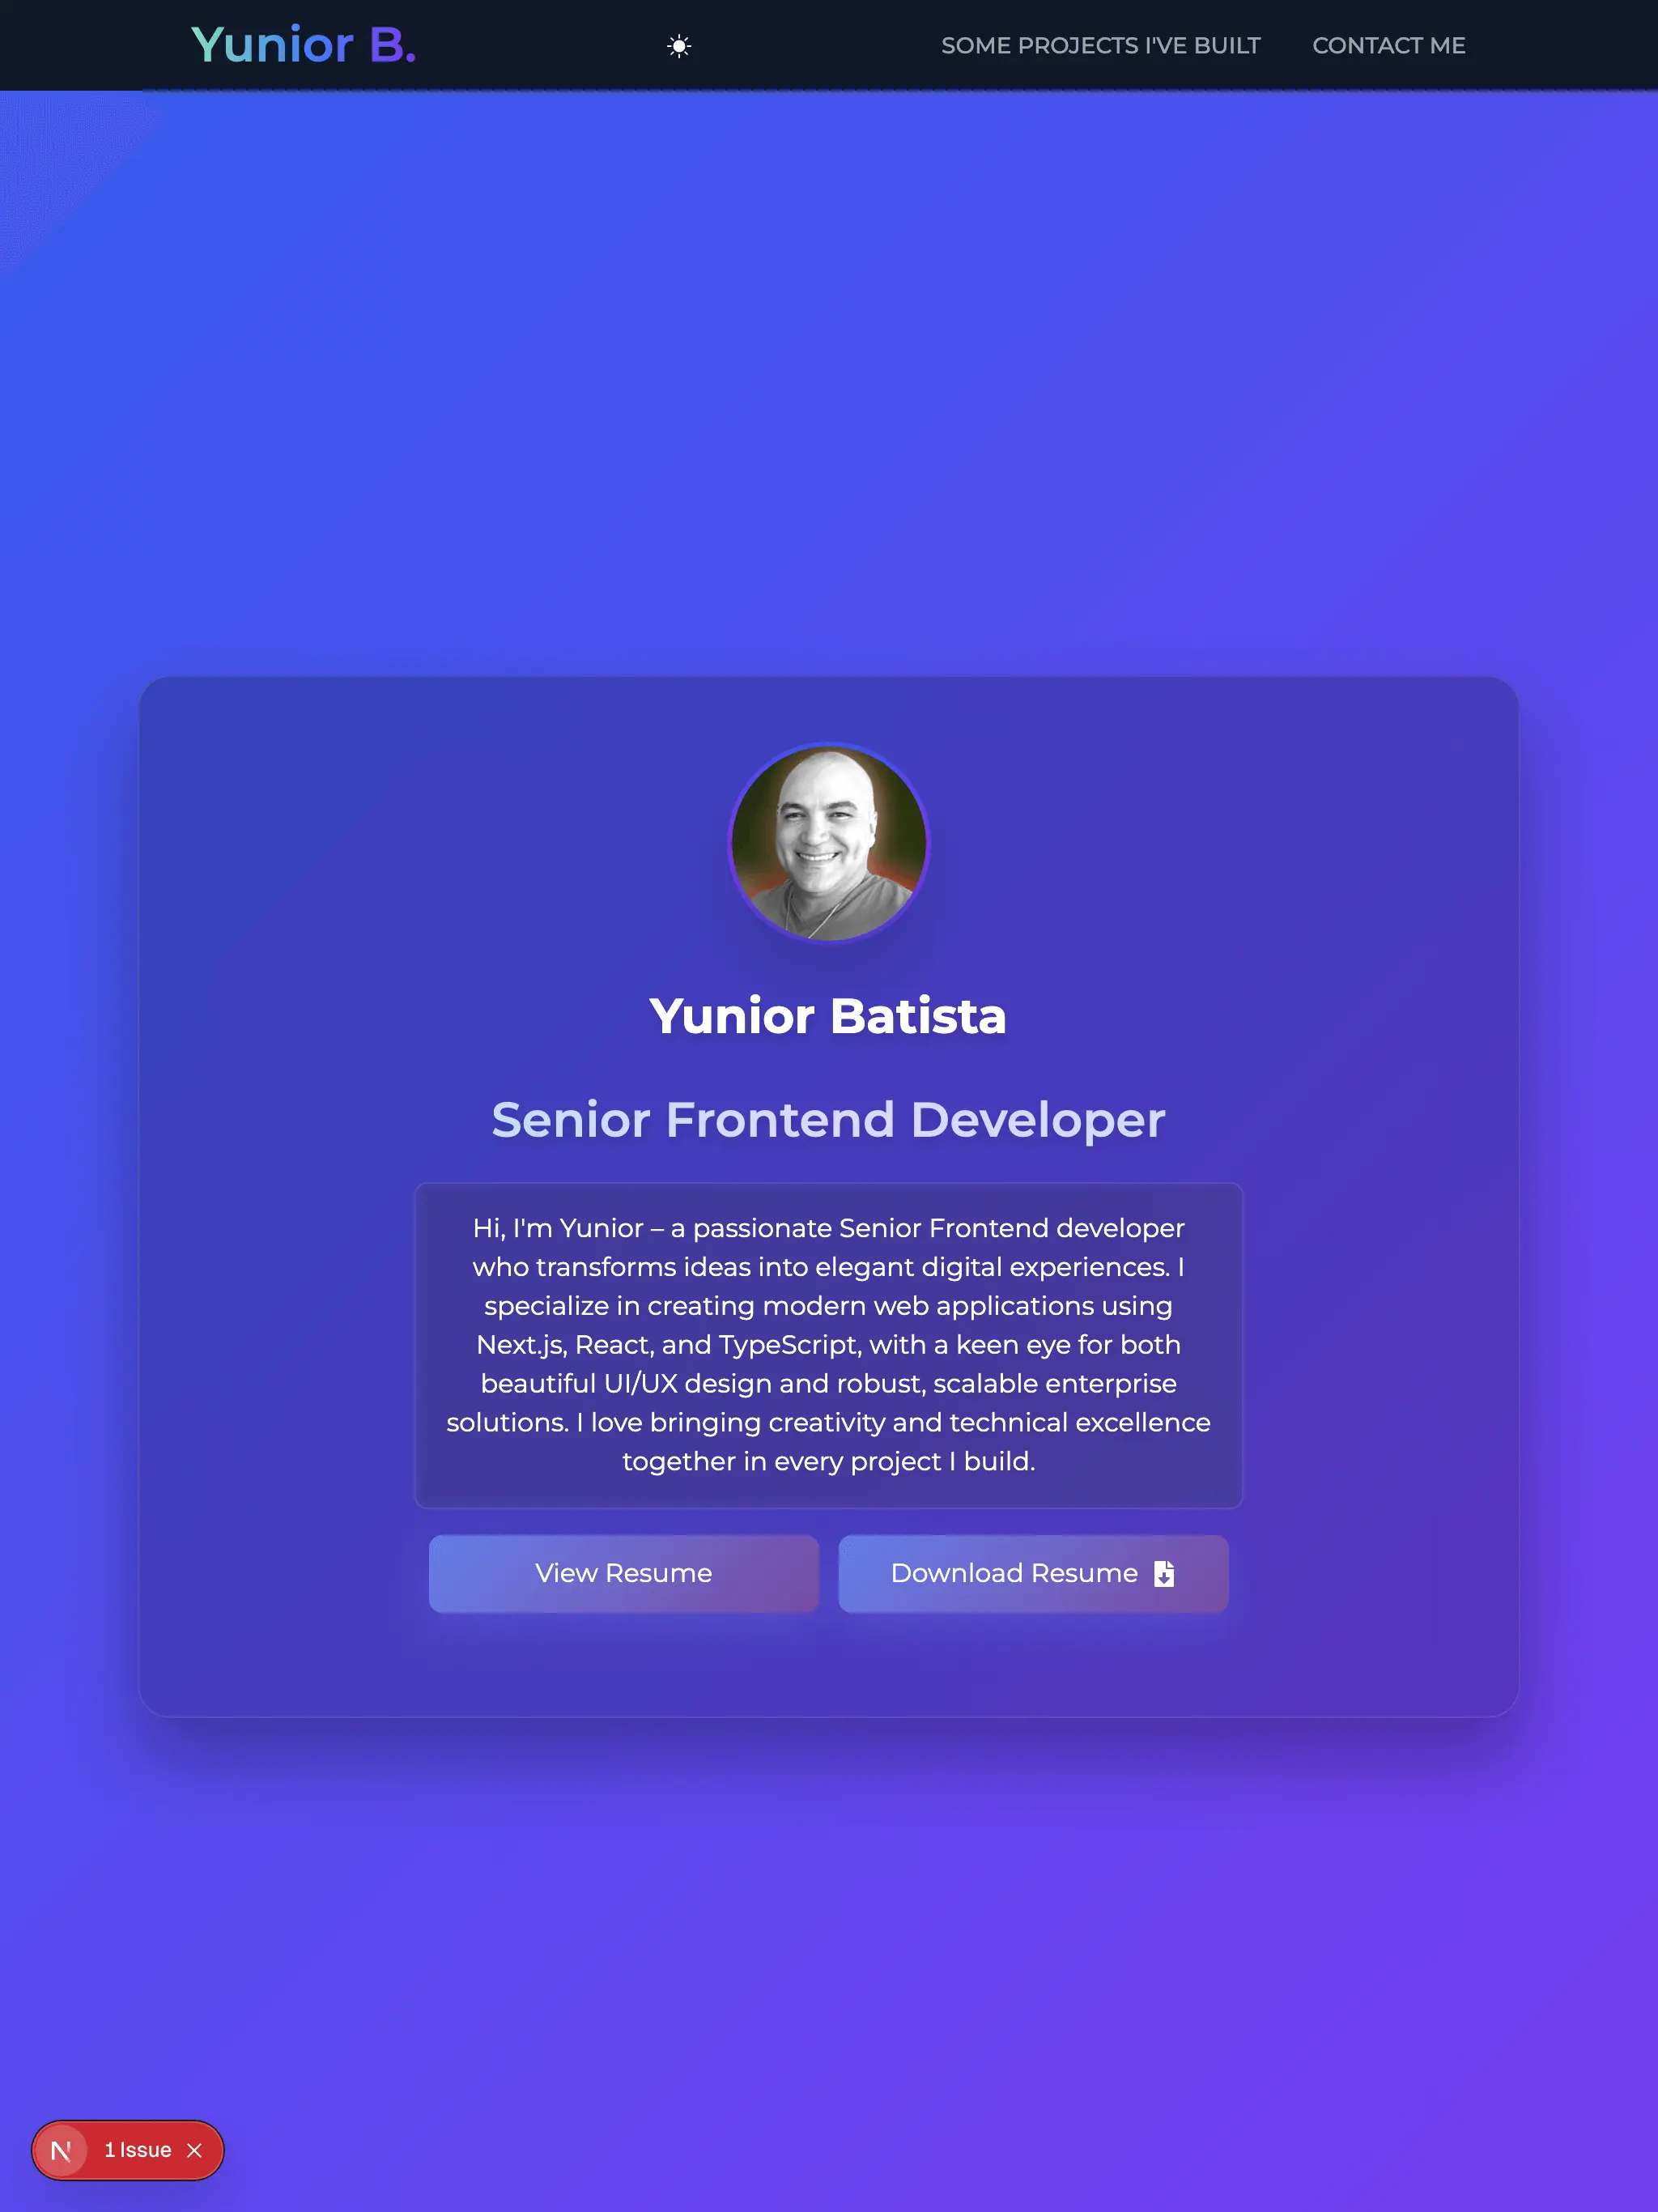 Yunior B.
SOME PROJECTS I'VE BUILT
CONTACT ME
Yunior Batista
Senior Frontend Developer
Hi, I'm Yunior – a passionate Senior Frontend developer
who transforms ideas into elegant digital experiences. I
specialize in creating modern web applications using
Next.js, React, and TypeScript, with a keen eye for both
beautiful UI/UX design and robust, scalable enterprise
solutions. I love bringing creativity and technical excellence
together in every project I build.
View Resume
Download Resume
N
1 Issue